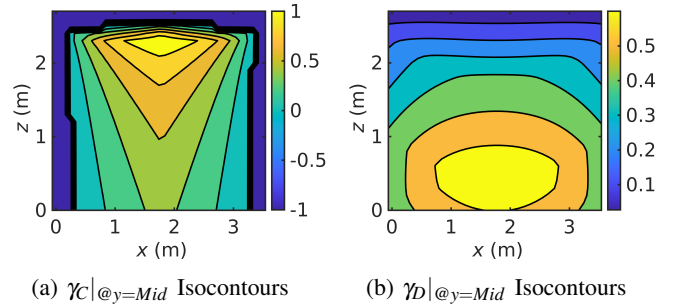 1
0.5
0
-0.5
-1
2
1
0
z (m)
0 1 2 3
x (m)
0.5
0.4
0.3
0.2
0.1
2
1
0
z (m)
0 1 2 3
x (m)
(a) γC|@y=Mid Isocontours
(b) γD|@y=Mid Isocontours